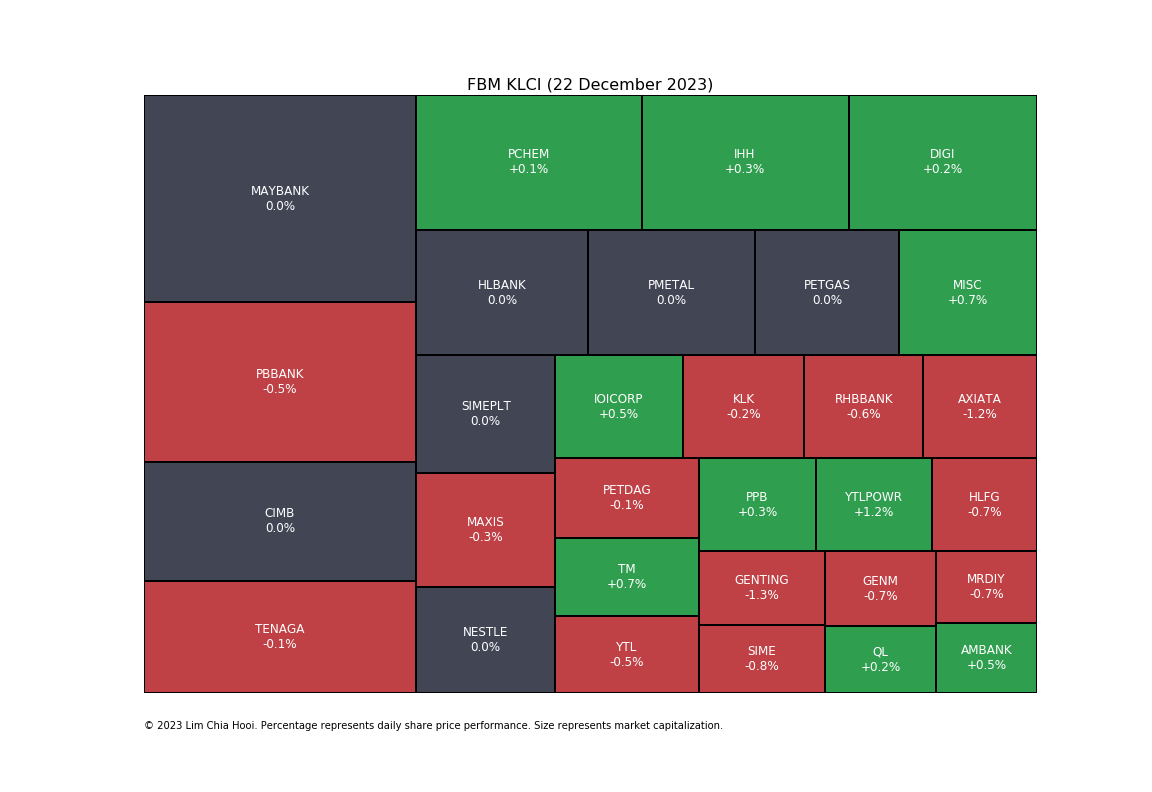 FBM KLCI (22 December 2023)
MAYBANK
0.0%
PCHEM
+0.1%
IHH
+0.3%
DIGI
+0.2%
HLBANK
0.0%
PMETAL
0.0%
PETGAS
0.0%
MISC
+0.7%
PBBANK
-0.5%
SIMEPLT
0.0%
IOICORP
+0.5%
KLK
-0.2%
RHBBANK
-0.6%
AXIATA
-1.2%
CIMB
0.0%
MAXIS
-0.3%
PETDAG
-0.1%
PPB
+0.3%
YTLPOWR
+1.2%
HLFG
-0.7%
TM
+0.7%
GENTING
-1.3%
GENM
-0.7%
MRDIY
-0.7%
TENAGA
-0.1%
NESTLE
0.0%
YTL
-0.5%
SIME
-0.8%
QL
+0.2%
AMBANK
+0.5%
© 2023 Lim Chia Hooi. Percentage represents daily share price performance. Size represents market capitalization.